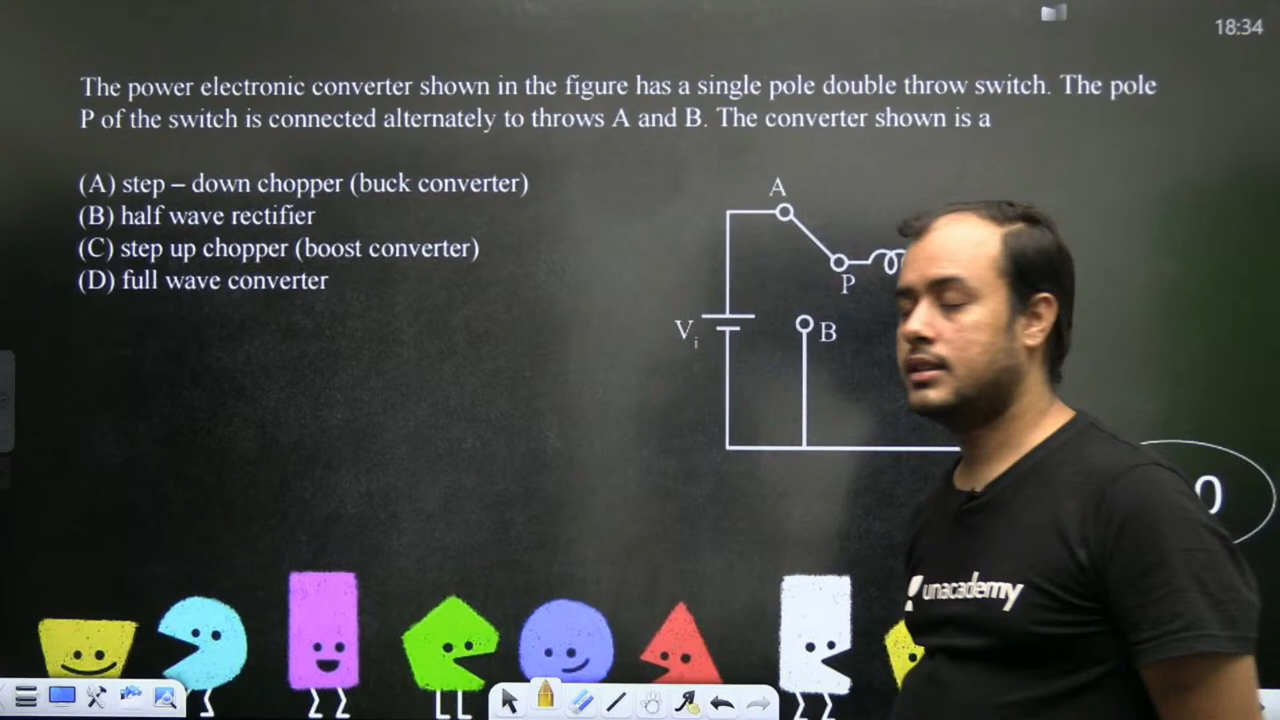 18:34
The power electronic converter shown in the figure has a single pole double throw switch. The pole
P of the switch is connected alternately to throws A and B. The converter shown is a
(A) step – down chopper (buck converter)
(B) half wave rectifier
(C) step up chopper (boost converter)
(D) full wave converter
A
P
V i
B
0
unacademy